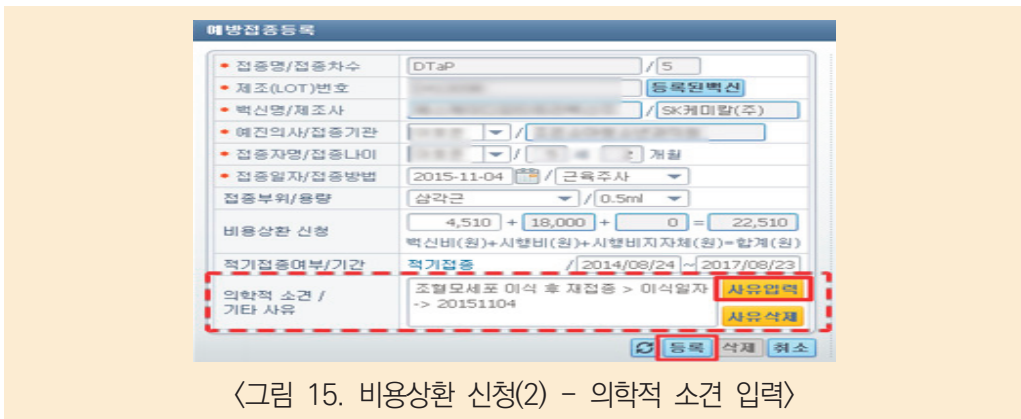 예방접종등록
• 접종명/접종차수 DTaP / 5
• 제조(LOT)번호 등록된백신
• 백신명/제조사 / SK케미칼(주)
• 예진의사/접종기관 /
• 접종자명/접종나이 / 세 개월
• 접종일자/접종방법 2015-11-04 / 근육주사
접종부위/용량 삼각근 / 0.5ml
비용상환 신청 4,510 + 18,000 + 0 = 22,510
백신비(원)+시행비(원)+시행비지자체(원)=합계(원)
적기접종여부/기간 적기접종 / 2014/08/24 ~ 2017/08/23
의학적 소견 / 기타 사유
조혈모세포 이식 후 재접종 > 이식일자 -> 20151104
사유입력
사유삭제
등록 삭제 취소
〈그림 15. 비용상환 신청(2) - 의학적 소견 입력〉